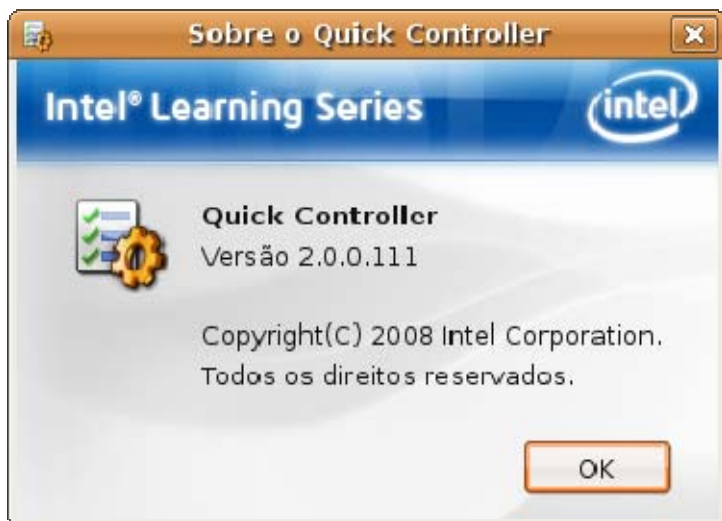 Sobre o Quick Controller
Intel® Learning Series
intel
Quick Controller
Versão 2.0.0.111
Copyright(C) 2008 Intel Corporation.
Todos os direitos reservados.
OK